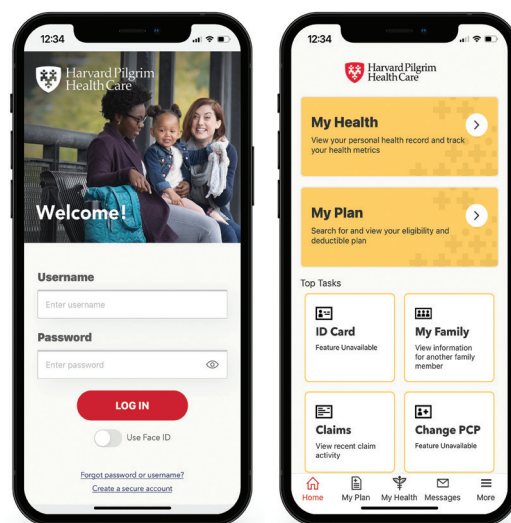 12:34
Harvard Pilgrim
Health Care
Welcome!
Username
Enter username
Password
Enter password
LOG IN
Use Face ID
Forgot password or username?
Create a secure account
12:34
Harvard Pilgrim
Health Care
My Health
View your personal health record and track
your health metrics
My Plan
Search for and view your eligibility and
deductible plan
Top Tasks
ID Card
Feature Unavailable
My Family
View information
for another family
member
Claims
View recent claim
activity
Change PCP
Feature Unavailable
Home
My Plan
My Health
Messages
More